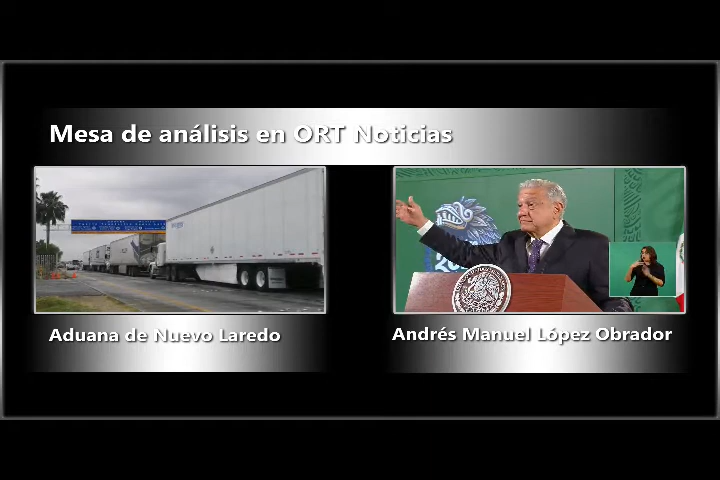 Mesa de análisis en ORT Noticias
Aduana de Nuevo Laredo
Andrés Manuel López Obrador